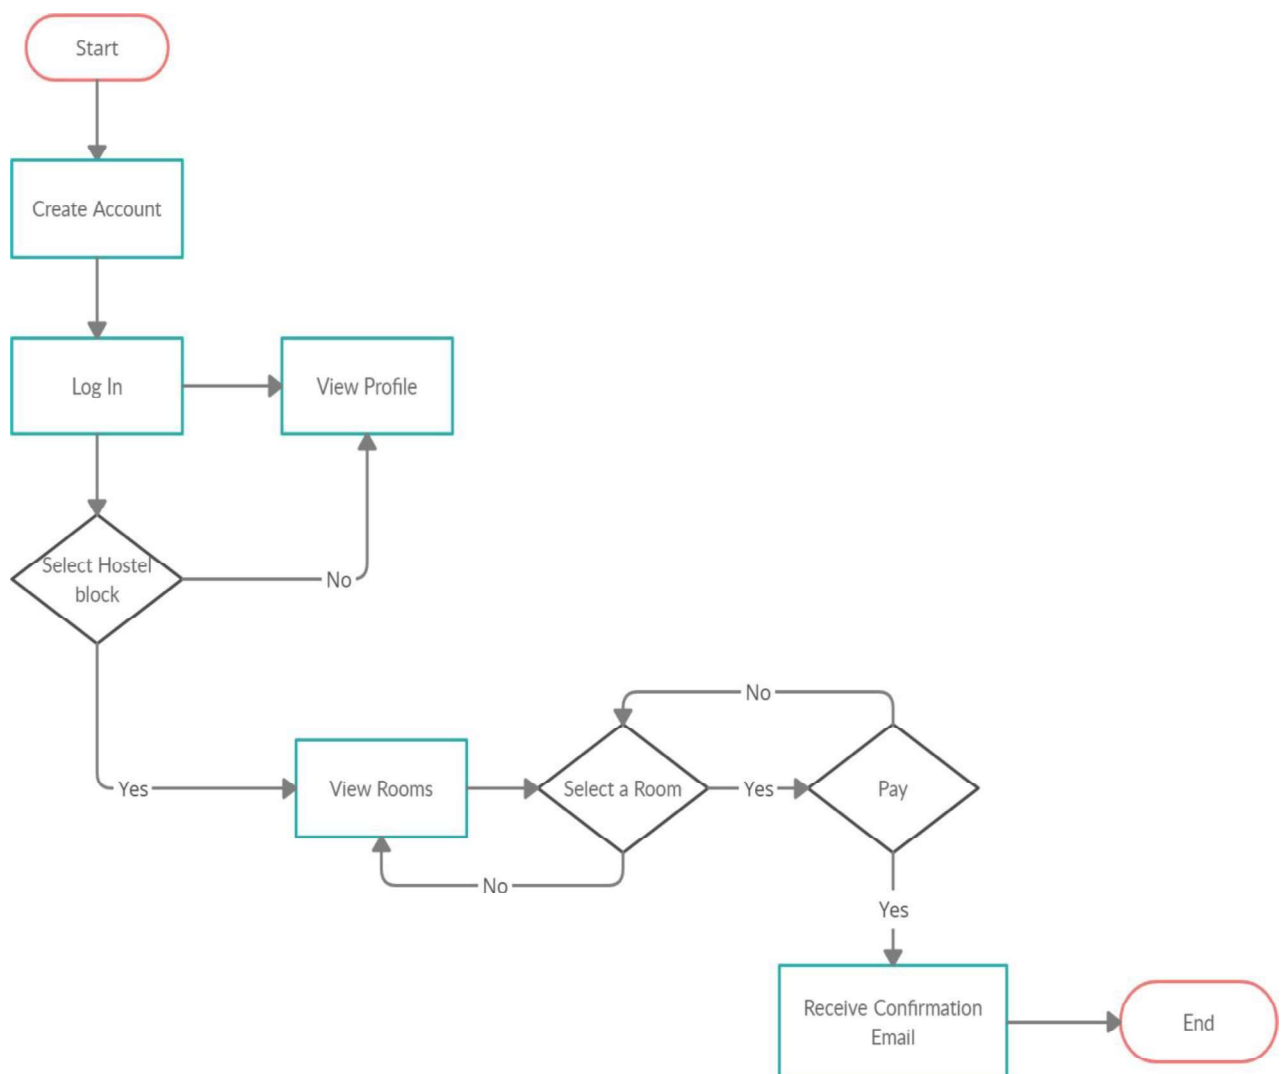 Start
Create Account
Log In
View Profile
Select Hostel
block
No
No
Yes
View Rooms
Select a Room
Yes
Pay
No
Yes
Receive Confirmation
Email
End